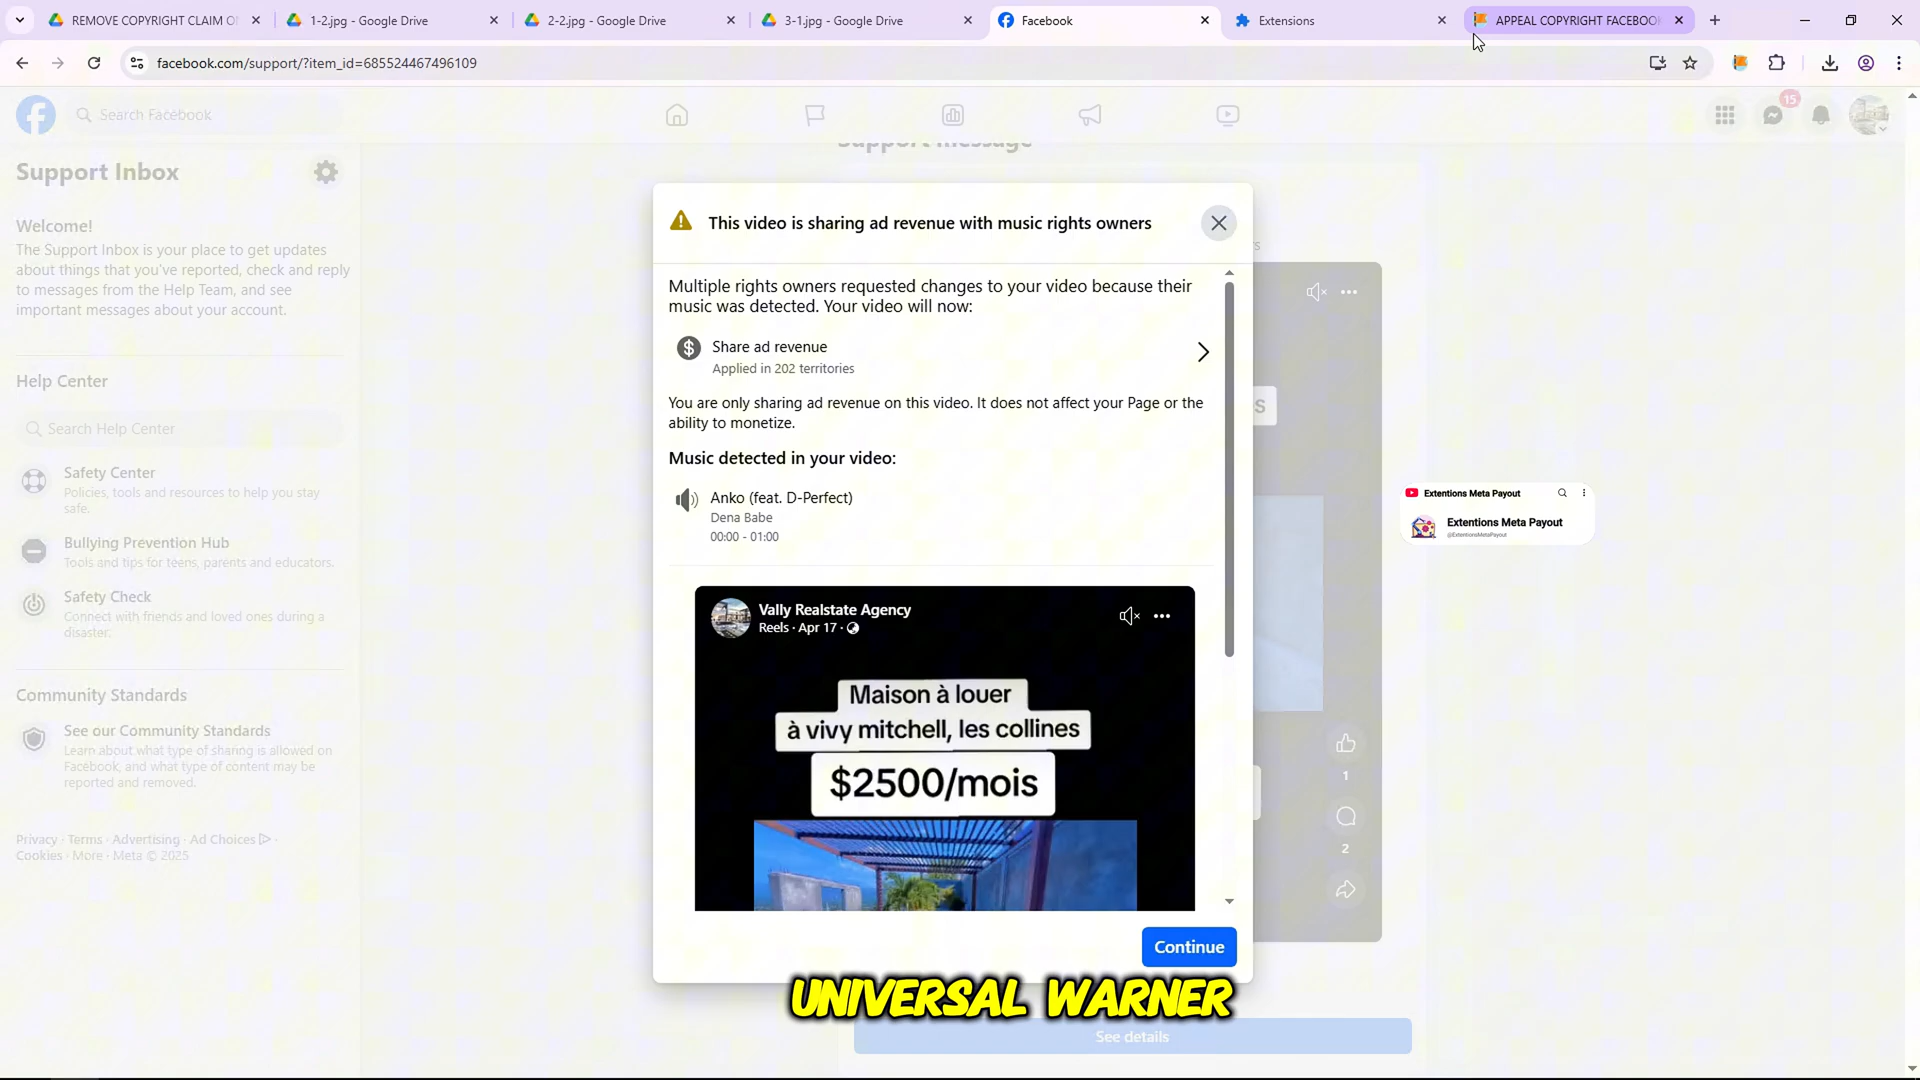 REMOVE COPYRIGHT CLAIM O
1-2.jpg - Google Drive
2-2.jpg - Google Drive
3-1.jpg - Google Drive
Facebook
Extensions
APPEAL COPYRIGHT FACEBOOK
facebook.com/support/?item_id=685524467496109
Search Facebook
15
Support Inbox
Welcome!
The Support Inbox is your place to get updates
about things that you've reported, check and reply
to messages from the Help Team, and see
important messages about your account.
Help Center
Search Help Center
Safety Center
Policies, tools and resources to help you stay
safe.
Bullying Prevention Hub
Tools and tips for teens, parents and educators.
Safety Check
Connect with friends and loved ones during a
disaster.
Community Standards
See our Community Standards
Learn about what type of sharing is allowed on
Facebook, and what type of content may be
reported and removed.
Privacy · Terms · Advertising · Ad Choices ·
Cookies · More · Meta © 2025
Support message
This video is sharing ad revenue with music rights owners
Multiple rights owners requested changes to your video because their
music was detected. Your video will now:
Share ad revenue
Applied in 202 territories
You are only sharing ad revenue on this video. It does not affect your Page or the
ability to monetize.
Music detected in your video:
Anko (feat. D-Perfect)
Dena Babe
00:00 - 01:00
Vally Realstate Agency
Reels · Apr 17 ·
Maison à louer
à vivy mitchell, les collines
$2500/mois
Continue
UNIVERSAL WARNER
See details
1
2
Extentions Meta Payout
Extentions Meta Payout
@ExtentionsMetaPayout